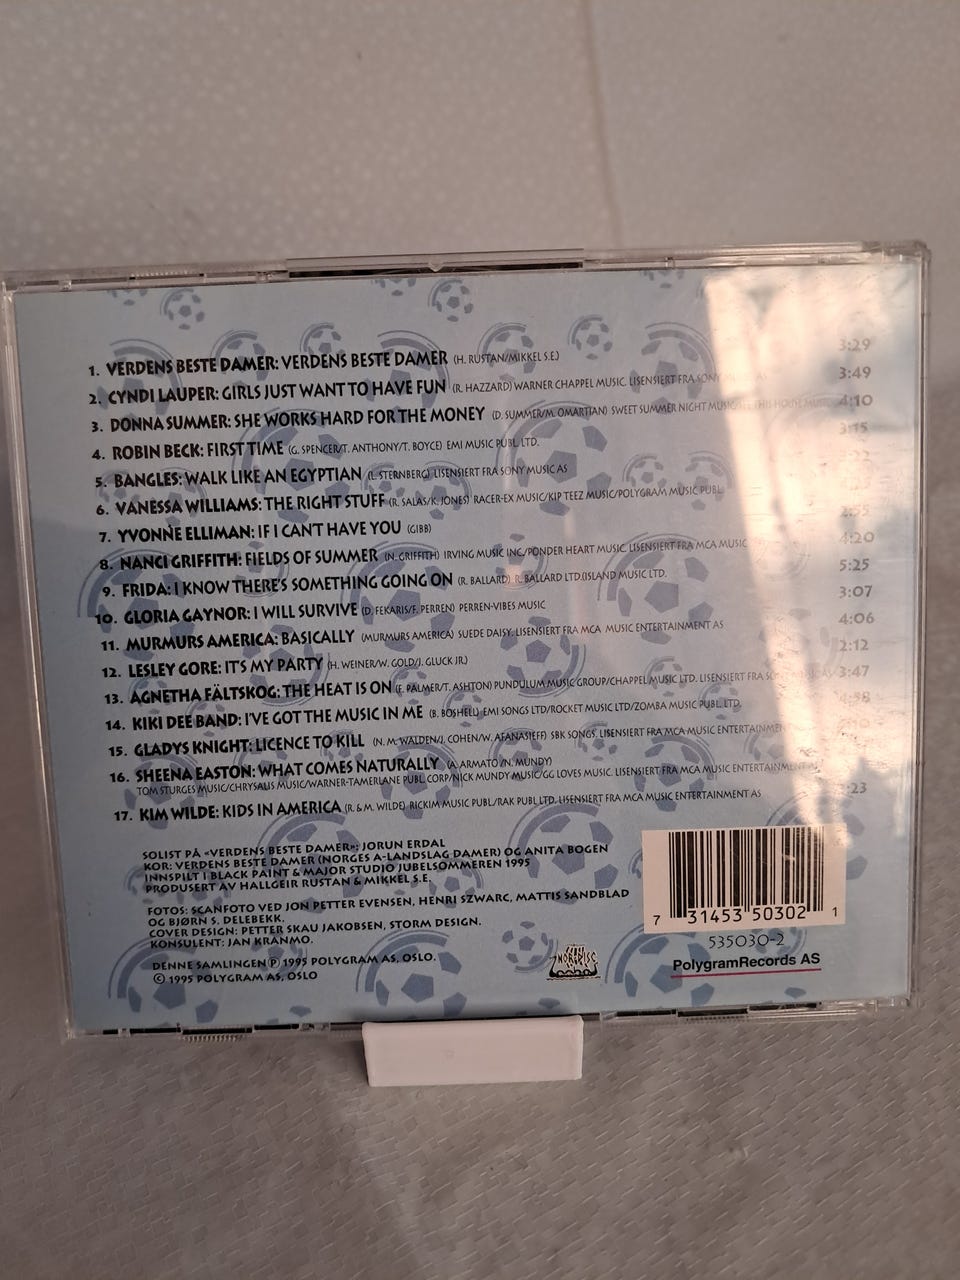 1. VERDENS BESTE DAMER: VERDENS BESTE DAMER (H. RUSTAN/MIKKEL S.E.) 3:29
2. CYNDI LAUPER: GIRLS JUST WANT TO HAVE FUN (R. HAZZARD) WARNER CHAPPEL MUSIC. LISENSIERT FRA SONY MUSIC AS 3:49
3. DONNA SUMMER: SHE WORKS HARD FOR THE MONEY (D. SUMMER/M. OMARTIAN) SWEET SUMMER NIGHT MUSIC 4:10
4. ROBIN BECK: FIRST TIME (G. SPENCER/T. ANTHONY/T. BOYCE) EMI MUSIC PUBL. LTD. 3:15
5. BANGLES: WALK LIKE AN EGYPTIAN (L. STERNBERG) LISENSIERT FRA SONY MUSIC AS
6. VANESSA WILLIAMS: THE RIGHT STUFF (R. SALAS/K. JONES) RACER-EX MUSIC/KIP TEEZ MUSIC/POLYGRAM MUSIC PUBL.
7. YVONNE ELLIMAN: IF I CAN'T HAVE YOU (GIBB) 2:55
8. NANCI GRIFFITH: FIELDS OF SUMMER (N. GRIFFITH) IRVING MUSIC INC./PONDER HEART MUSIC. LISENSIERT FRA MCA MUSIC 4:20
9. FRIDA: I KNOW THERE'S SOMETHING GOING ON (R. BALLARD) R. BALLARD LTD.(ISLAND MUSIC LTD. 5:25
10. GLORIA GAYNOR: I WILL SURVIVE (D. FEKARIS/F. PERREN) PERREN-VIBES MUSIC 3:07
11. MURMURS AMERICA: BASICALLY (MURMURS AMERICA) SUEDE DAISY. LISENSIERT FRA MCA MUSIC ENTERTAINMENT AS 4:06
12. LESLEY GORE: IT'S MY PARTY (H. WEINER/W. GOLD/J. GLUCK JR.) 2:12
13. AGNETHA FÄLTSKOG: THE HEAT IS ON (F. PALMER/T. ASHTON) PUNDULUM MUSIC GROUP/CHAPPEL MUSIC LTD. LISENSIERT FRA 3:47
14. KIKI DEE BAND: I'VE GOT THE MUSIC IN ME (B. BOSHELL) EMI SONGS LTD/ROCKET MUSIC LTD/ZOMBA MUSIC PUBL. LTD. 4:58
15. GLADYS KNIGHT: LICENCE TO KILL (N. M. WALDEN/J. COHEN/W. AFANASIEFF) SBK SONGS. LISENSIERT FRA MCA MUSIC ENTERTAINMENT
16. SHEENA EASTON: WHAT COMES NATURALLY (A. ARMATO /N. MUNDY)
TOM STURGES MUSIC/CHRYSALIS MUSIC/WARNER-TAMERLANE PUBL. CORP/NICK MUNDY MUSIC/GG LOVES MUSIC. LISENSIERT FRA MCA MUSIC ENTERTAINMENT AS
17. KIM WILDE: KIDS IN AMERICA (R. & M. WILDE) RICKIM MUSIC PUBL./RAK PUBL LTD. LISENSIERT FRA MCA MUSIC ENTERTAINMENT AS 3:23
SOLIST PÅ «VERDENS BESTE DAMER»: JORUN ERDAL
KOR: VERDENS BESTE DAMER (NORGES A-LANDSLAG DAMER) OG ANITA BOGEN
INNSPILT I BLACK PAINT & MAJOR STUDIO JUBELSOMMEREN 1995
PRODUSERT AV HALLGEIR RUSTAN & MIKKEL S.E.
FOTOS: SCANFOTO VED JON PETTER EVENSEN, HENRI SZWARC, MATTIS SANDBLAD
OG BJØRN S. DELEBEKK.
COVER DESIGN: PETTER SKAU JAKOBSEN, STORM DESIGN.
KONSULENT: JAN KRANMO.
DENNE SAMLINGEN Ⓟ 1995 POLYGRAM AS, OSLO.
© 1995 POLYGRAM AS, OSLO
NORDISC
7 31453 50302 1
535030-2
PolygramRecords AS